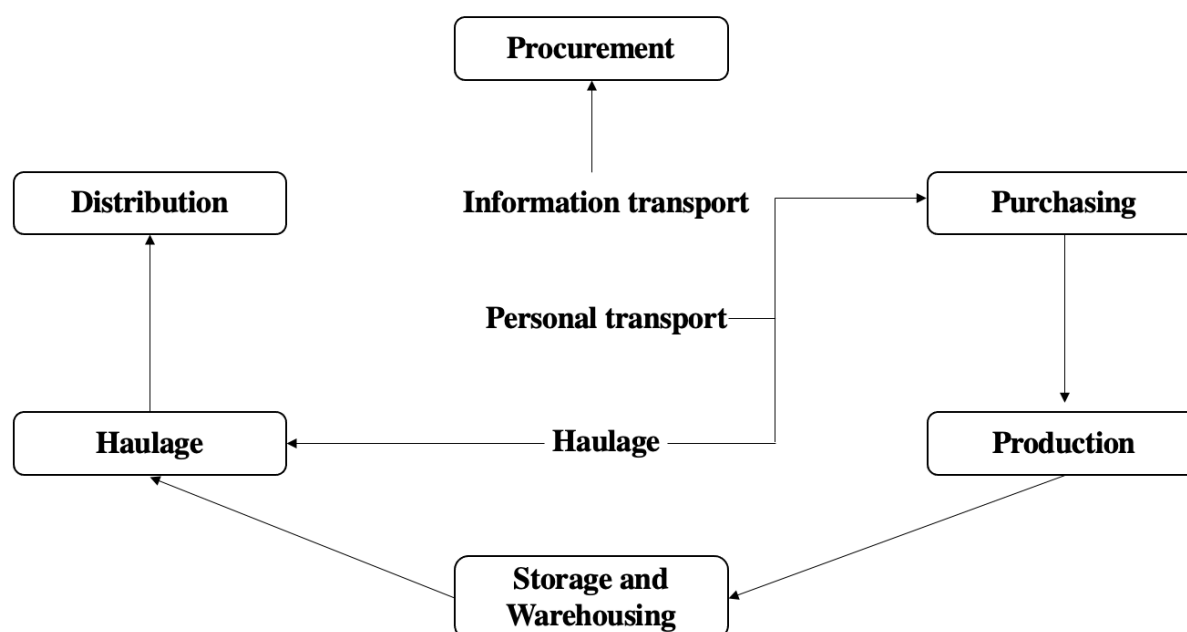 Procurement
Distribution
Information transport
Purchasing
Personal transport
Haulage
Haulage
Production
Storage and
Warehousing